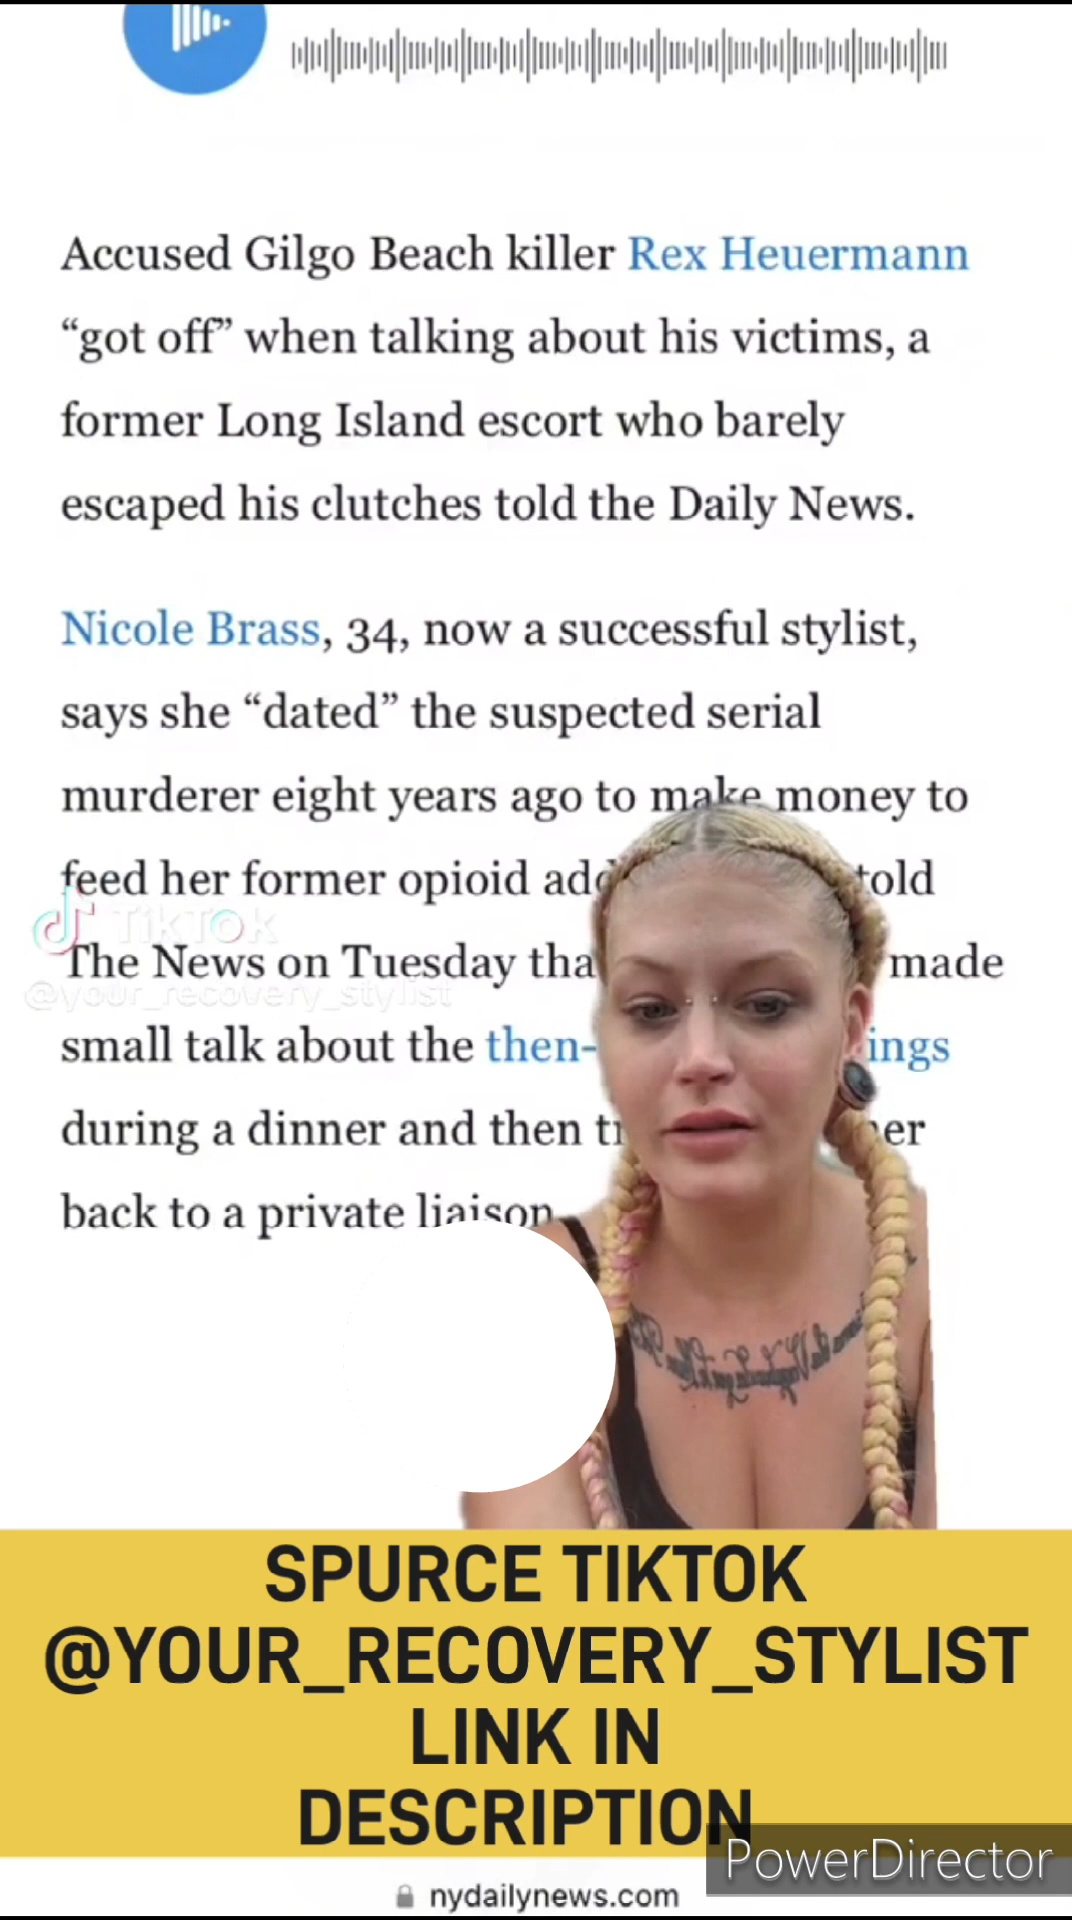 Accused Gilgo Beach killer Rex Heuermann
“got off” when talking about his victims, a
former Long Island escort who barely
escaped his clutches told the Daily News.
Nicole Brass, 34, now a successful stylist,
says she “dated” the suspected serial
murderer eight years ago to make money to
feed her former opioid told
TikTok
The News on Tuesday made
@your_recovery_stylist
small talk about the then-
during a dinner and then
back to a private liaison
SPURCE TIKTOK
@YOUR_RECOVERY_STYLIST
LINK IN
DESCRIPTION
PowerDirector
nydailynews.com